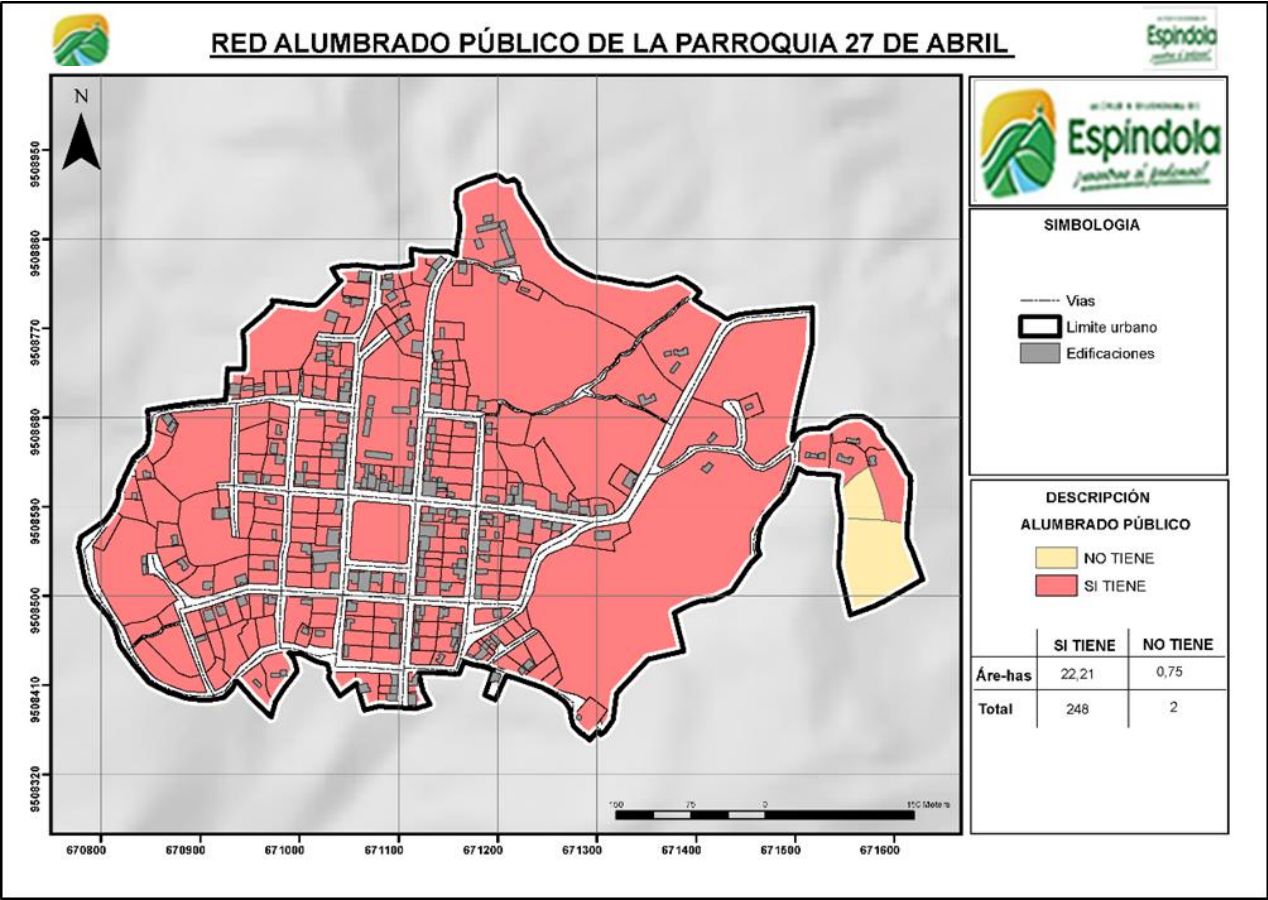 RED ALUMBRADO PÚBLICO DE LA PARROQUIA 27 DE ABRIL
Espíndola
N
Espíndola
¡nuestro sí podemos!
SIMBOLOGIA
Vias
Limite urbano
Edificaciones
DESCRIPCIÓN
ALUMBRADO PÚBLICO
NO TIENE
SI TIENE
SI TIENE NO TIENE
Áre-has 22,21 0,75
Total 248 2
9508950
9508860
9508770
9508680
9508590
9508500
9508410
9508320
150 75 0 150 Meters
670800 670900 671000 671100 671200 671300 671400 671500 671600